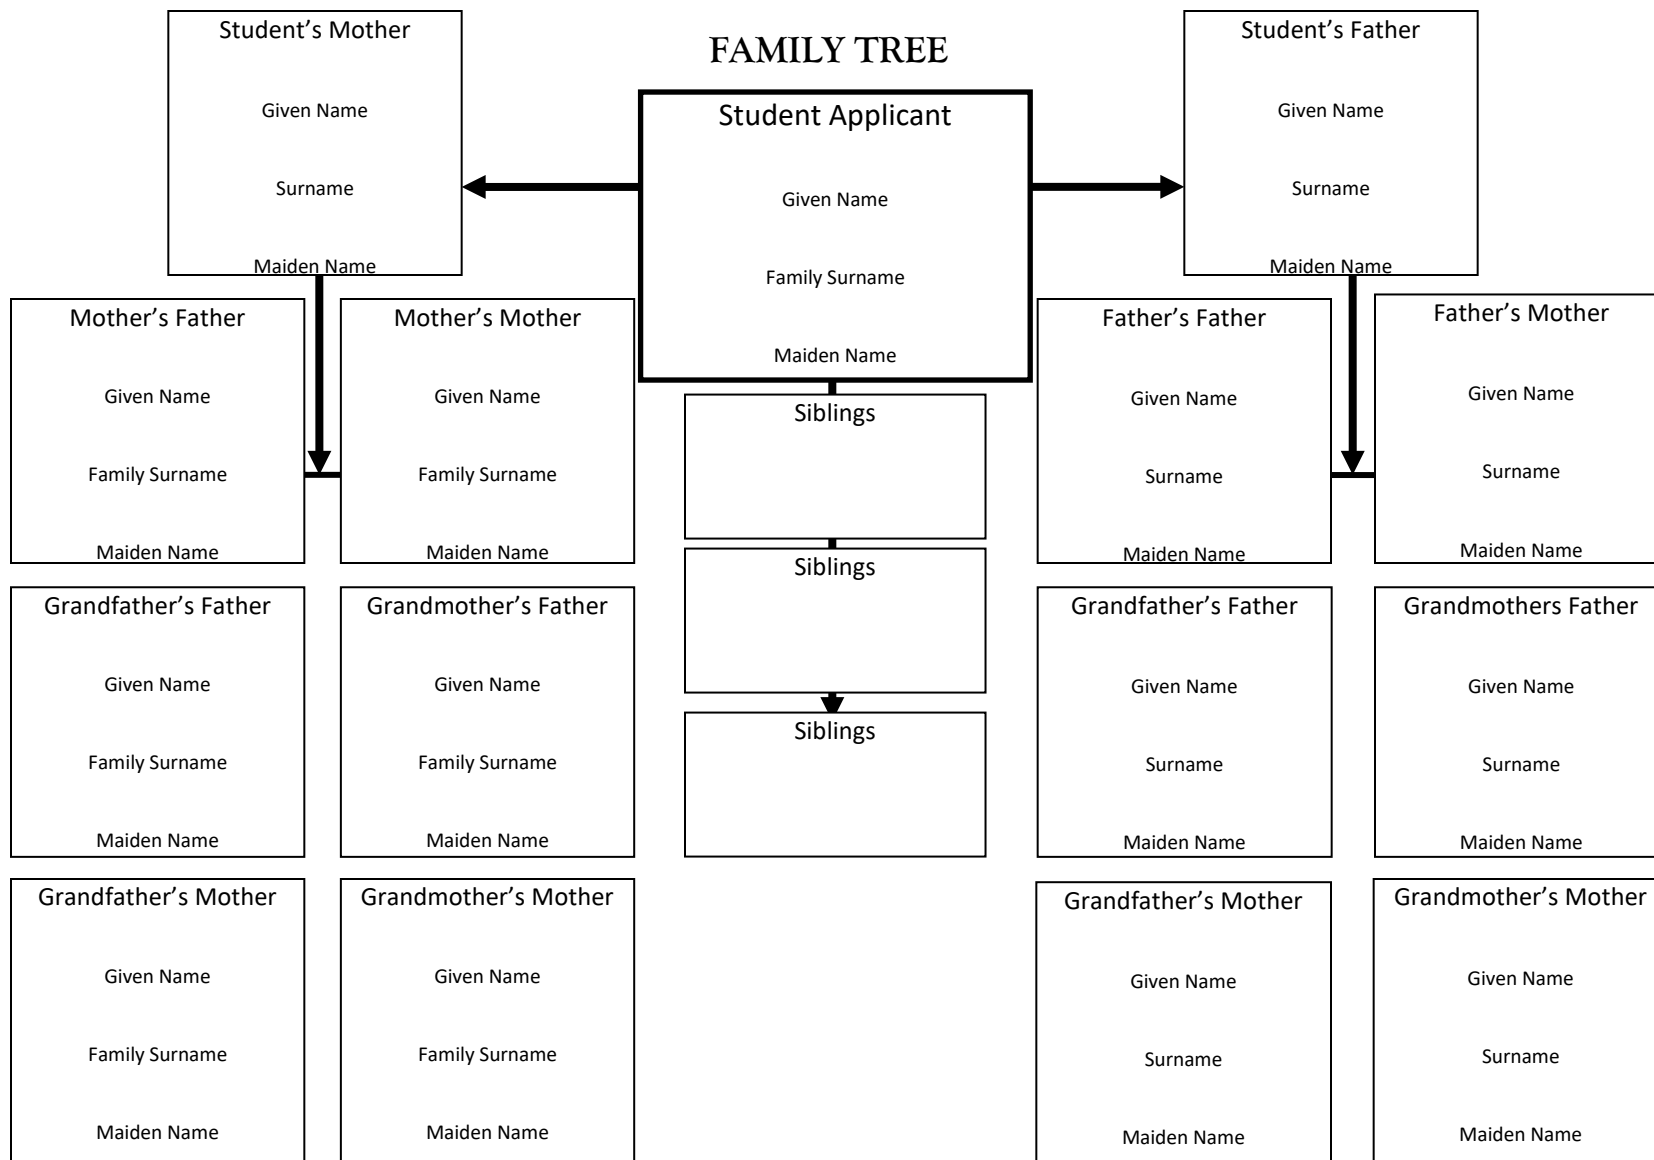 FAMILY TREE
Student’s Mother
Given Name
Surname
Maiden Name
Student Applicant
Given Name
Family Surname
Maiden Name
Student’s Father
Given Name
Surname
Maiden Name
Mother’s Father
Given Name
Family Surname
Maiden Name
Mother’s Mother
Given Name
Family Surname
Maiden Name
Siblings
Siblings
Siblings
Father’s Father
Given Name
Surname
Maiden Name
Father’s Mother
Given Name
Surname
Maiden Name
Grandfather’s Father
Given Name
Family Surname
Maiden Name
Grandmother’s Father
Given Name
Family Surname
Maiden Name
Grandfather’s Father
Given Name
Surname
Maiden Name
Grandmothers Father
Given Name
Surname
Maiden Name
Grandfather’s Mother
Given Name
Family Surname
Maiden Name
Grandmother’s Mother
Given Name
Family Surname
Maiden Name
Grandfather’s Mother
Given Name
Surname
Maiden Name
Grandmother’s Mother
Given Name
Surname
Maiden Name